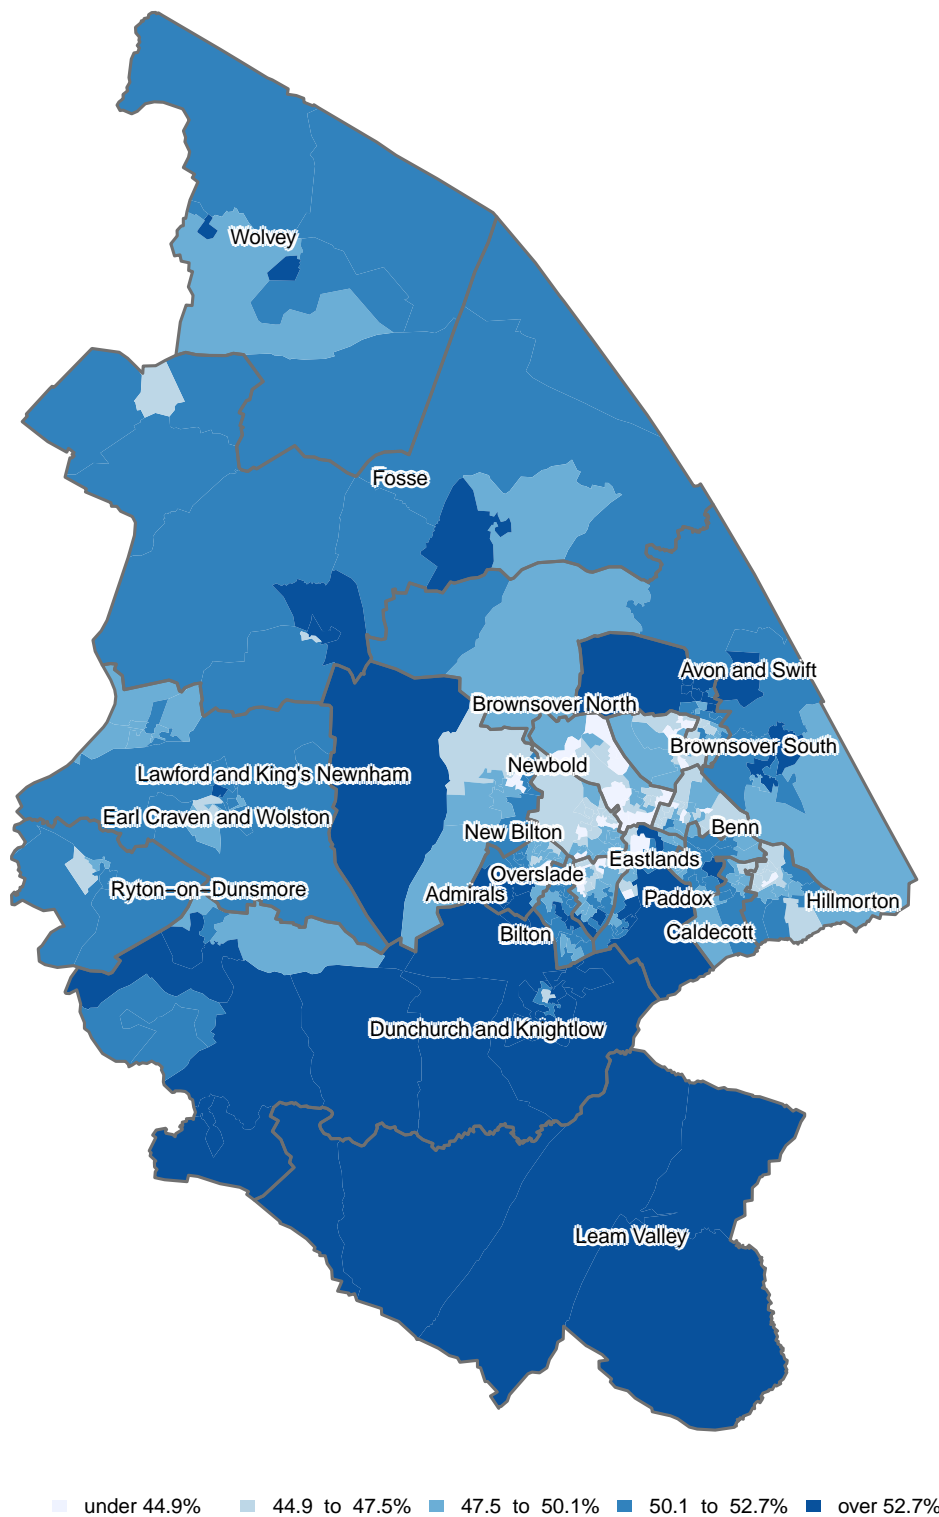 Wolvey
Fosse
Avon and Swift
Brownsover North
Brownsover South
Newbold
Lawford and King's Newnham
Earl Craven and Wolston
New Bilton
Benn
Eastlands
Overslade
Ryton−on−Dunsmore
Admirals
Paddox
Hillmorton
Bilton
Caldecott
Dunchurch and Knightlow
Leam Valley
under 44.9% 44.9 to 47.5% 47.5 to 50.1% 50.1 to 52.7% over 52.7%